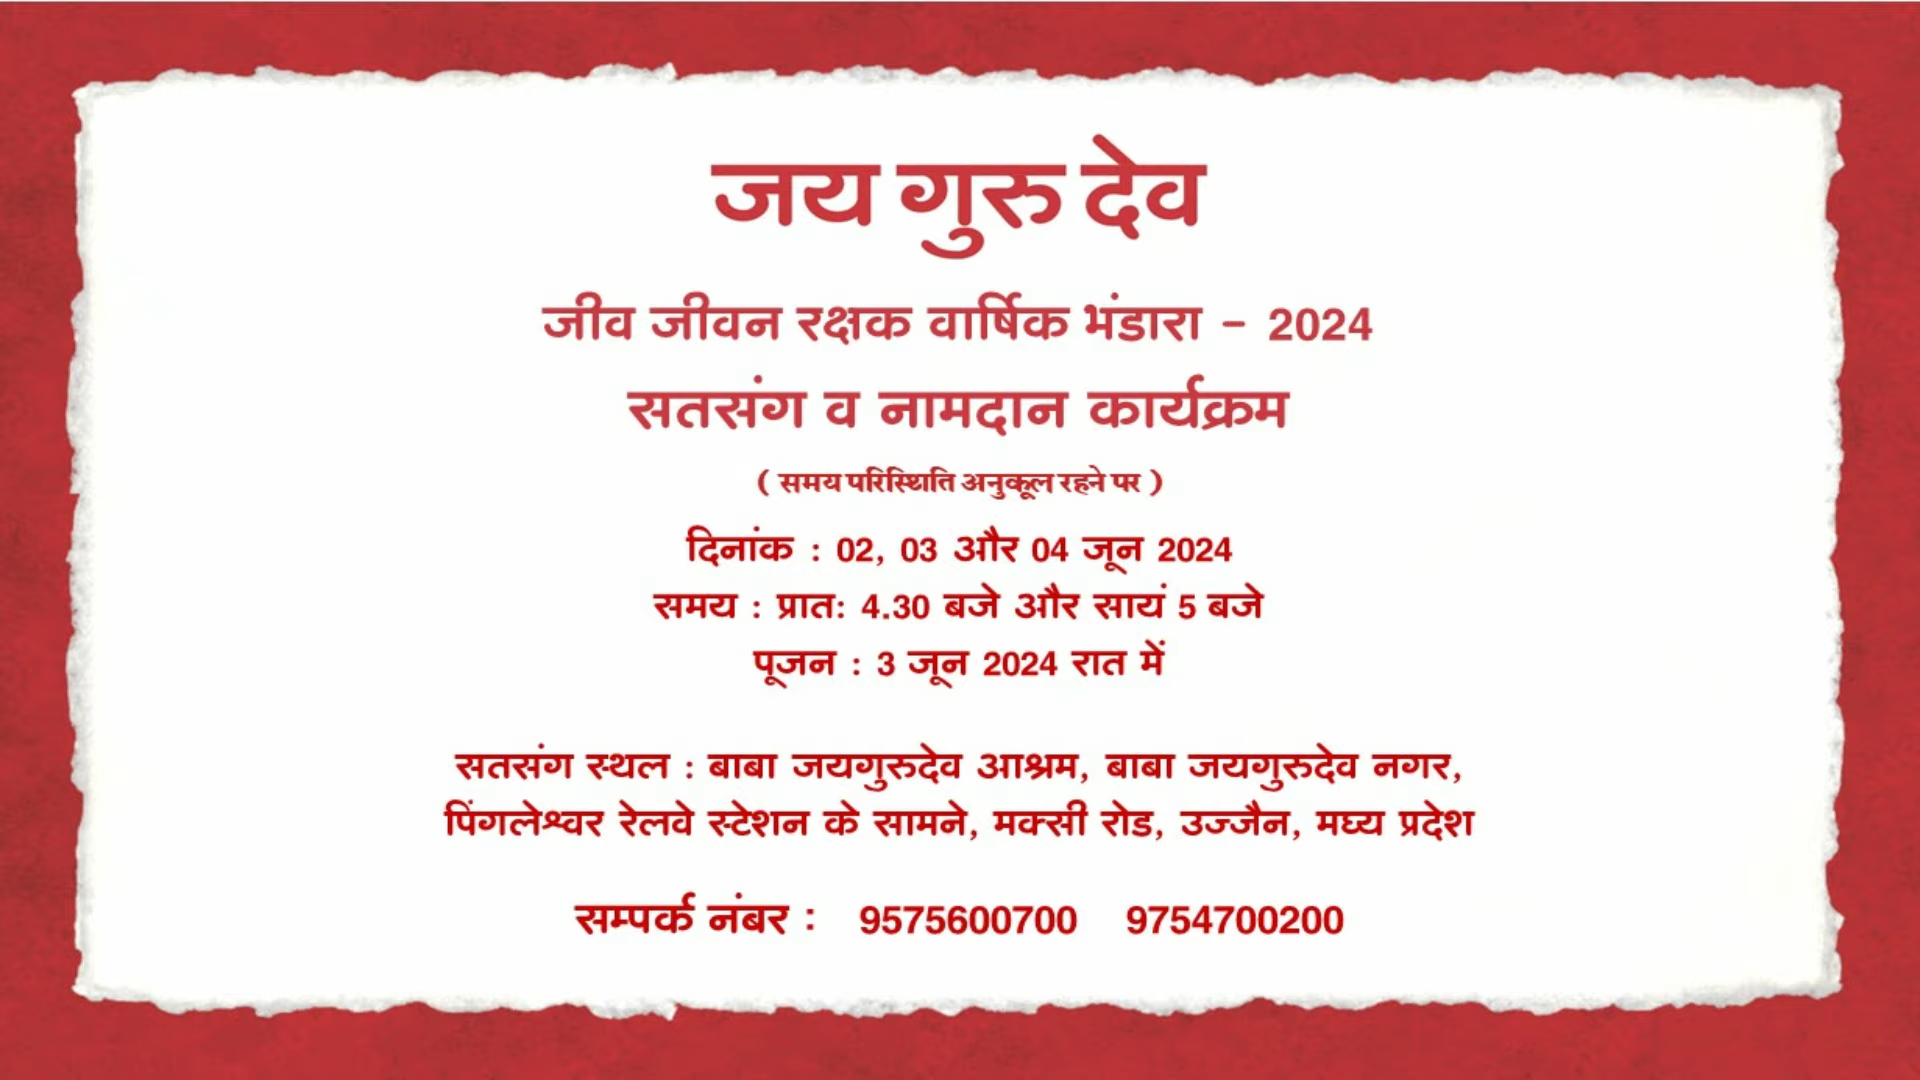 जय गुरु देव
जीव जीवन रक्षक वार्षिक भंडारा - 2024
सतसंग व नामदान कार्यक्रम
( समय परिस्थिति अनुकूल रहने पर )
दिनांक : 02, 03 और 04 जून 2024
समय : प्रात: 4.30 बजे और सायं 5 बजे
पूजन : 3 जून 2024 रात में
सतसंग स्थल : बाबा जयगुरुदेव आश्रम, बाबा जयगुरुदेव नगर,
पिंगलेश्वर रेलवे स्टेशन के सामने, मक्सी रोड, उज्जैन, मघ्य प्रदेश
सम्पर्क नंबर : 9575600700 9754700200